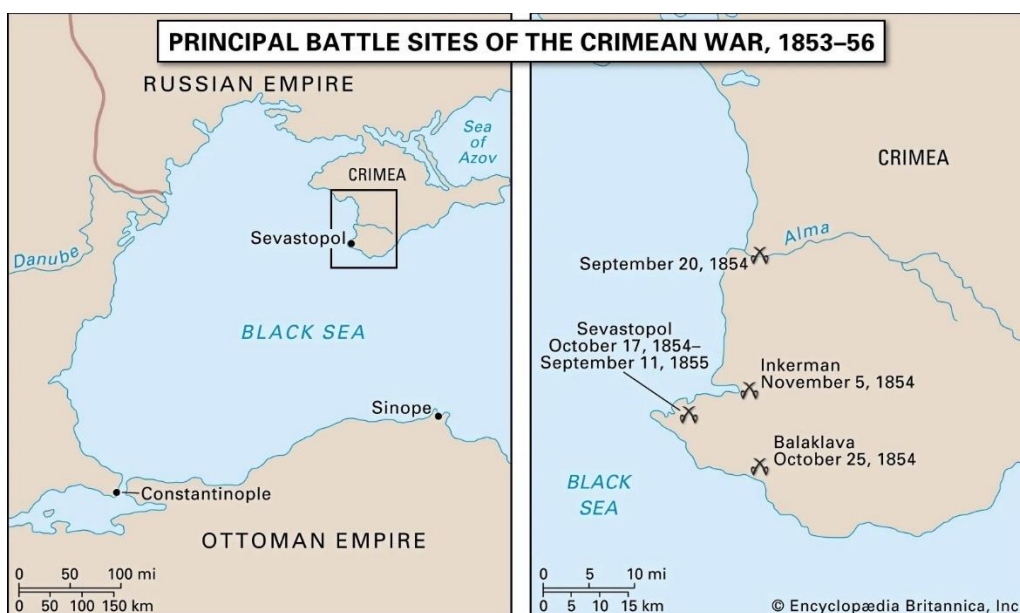 PRINCIPAL BATTLE SITES OF THE CRIMEAN WAR, 1853–56
RUSSIAN EMPIRE
Sea
of
Azov
CRIMEA
Sevastopol
Danube
BLACK SEA
Sinope
Constantinople
OTTOMAN EMPIRE
0 50 100 mi
0 50 100 150 km
CRIMEA
Alma
September 20, 1854
Sevastopol
October 17, 1854–
September 11, 1855
Inkerman
November 5, 1854
Balaklava
October 25, 1854
BLACK
SEA
0 5 10 mi
0 5 10 15 km
© Encyclopædia Britannica, Inc